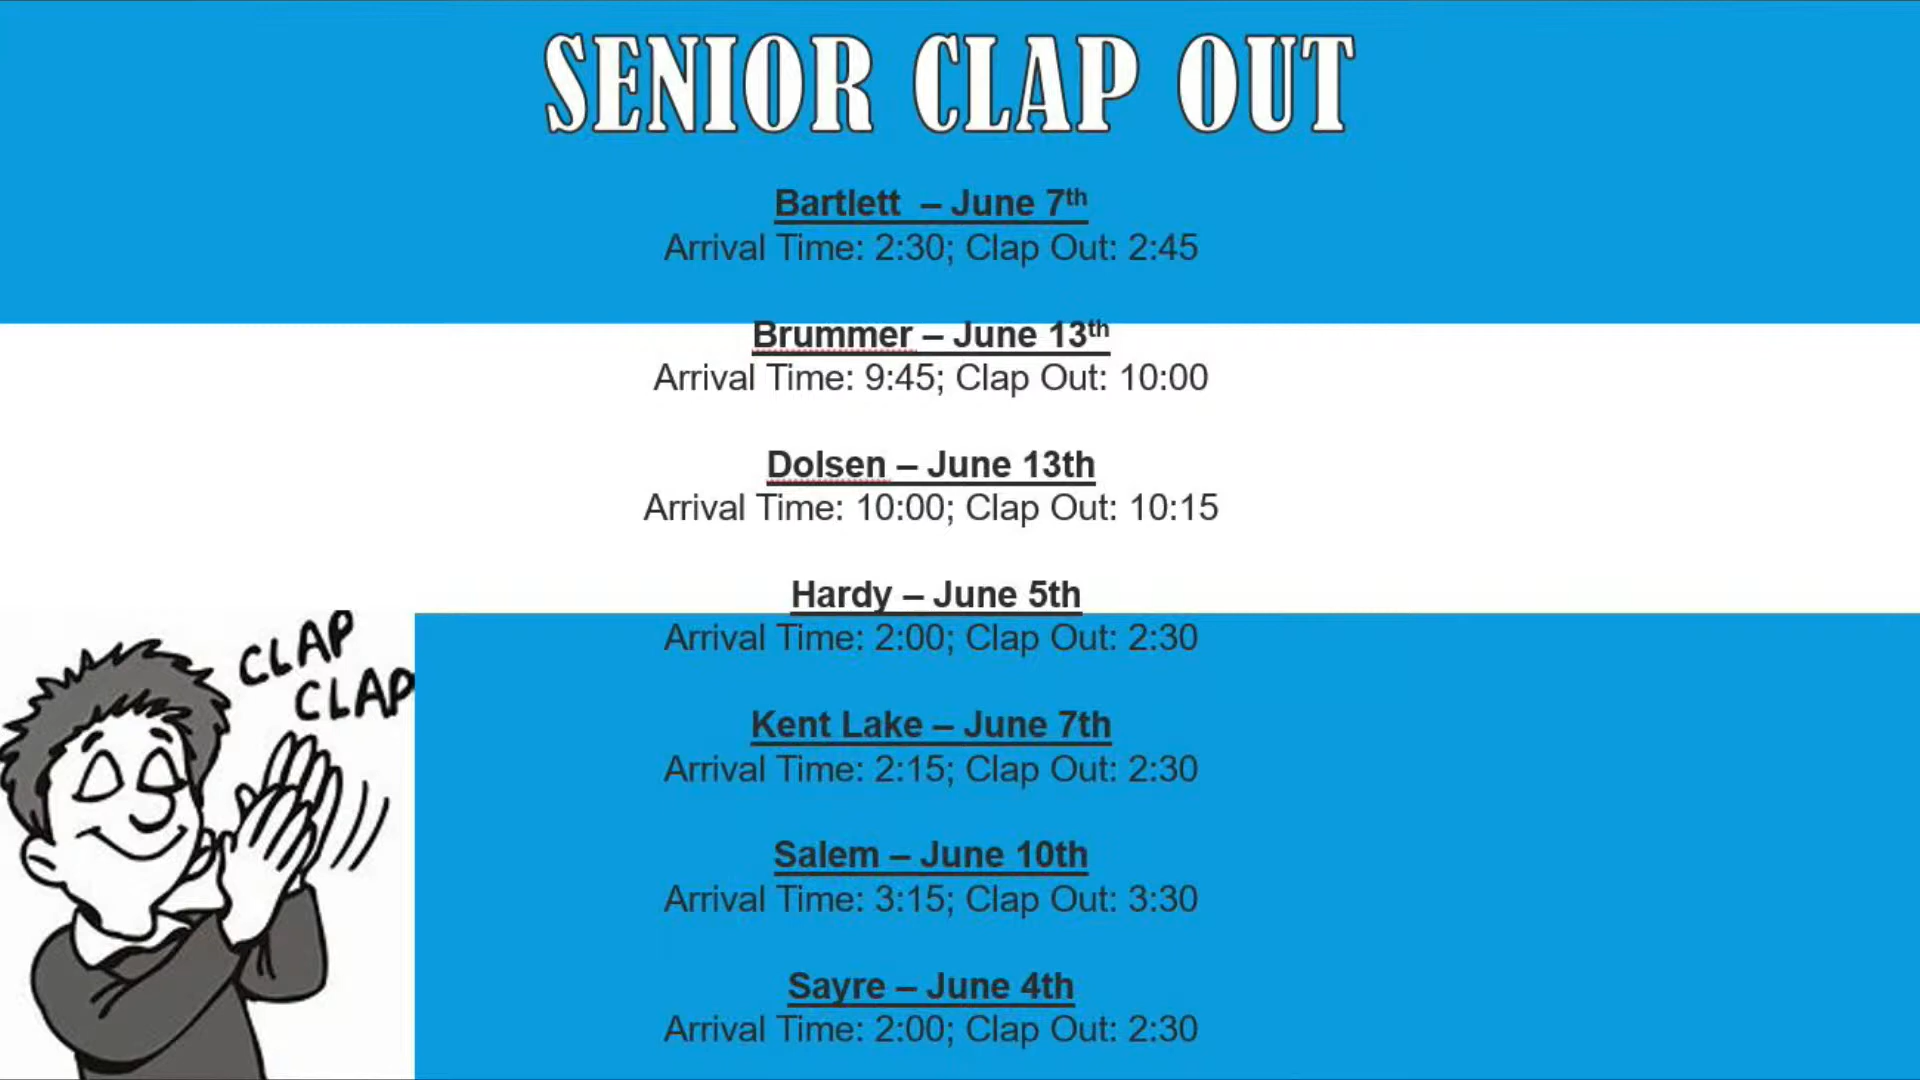 SENIOR CLAP OUT
Bartlett – June 7th
Arrival Time: 2:30; Clap Out: 2:45
Brummer – June 13th
Arrival Time: 9:45; Clap Out: 10:00
Dolsen – June 13th
Arrival Time: 10:00; Clap Out: 10:15
Hardy – June 5th
Arrival Time: 2:00; Clap Out: 2:30
Kent Lake – June 7th
Arrival Time: 2:15; Clap Out: 2:30
Salem – June 10th
Arrival Time: 3:15; Clap Out: 3:30
Sayre – June 4th
Arrival Time: 2:00; Clap Out: 2:30
CLAP
CLAP